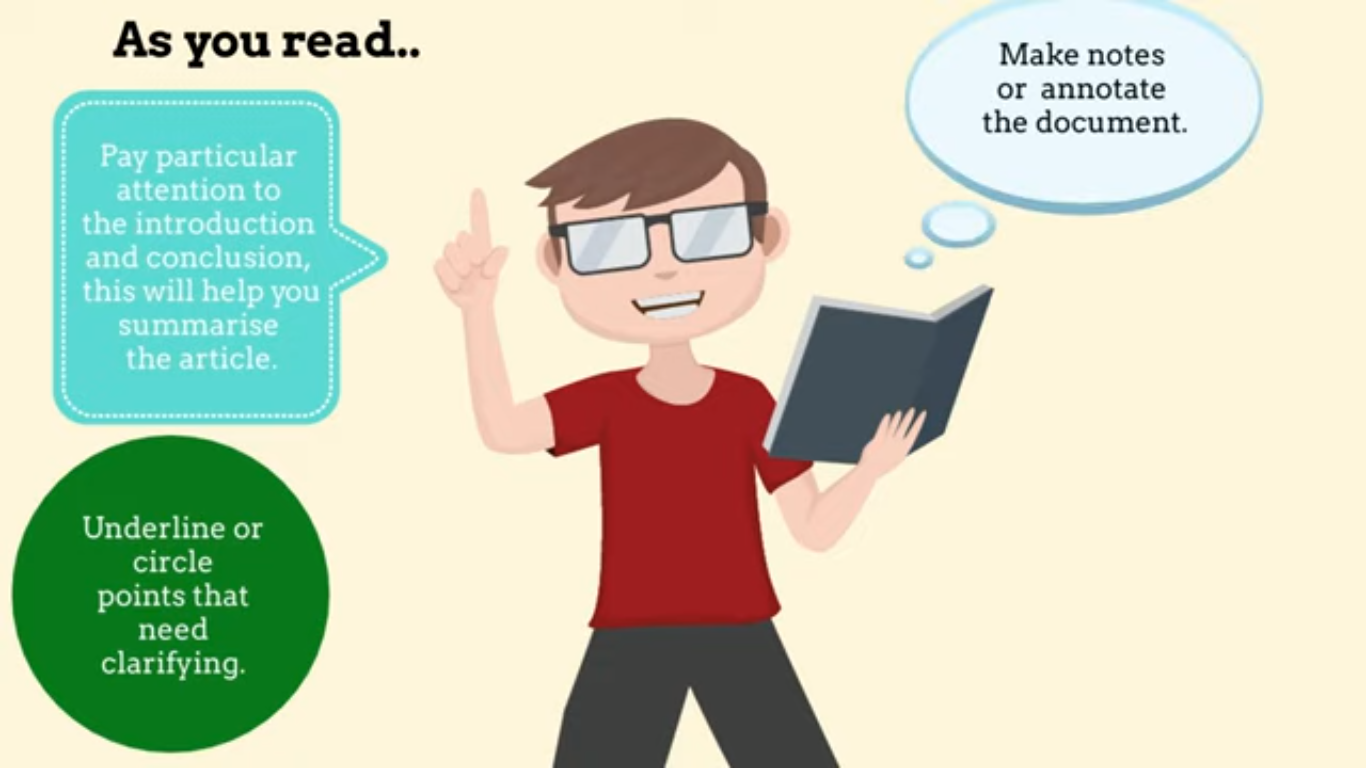 As you read..
Pay particular
attention to
the introduction
and conclusion,
this will help you
summarise
the article.
Make notes
or annotate
the document.
Underline or
circle
points that
need
clarifying.